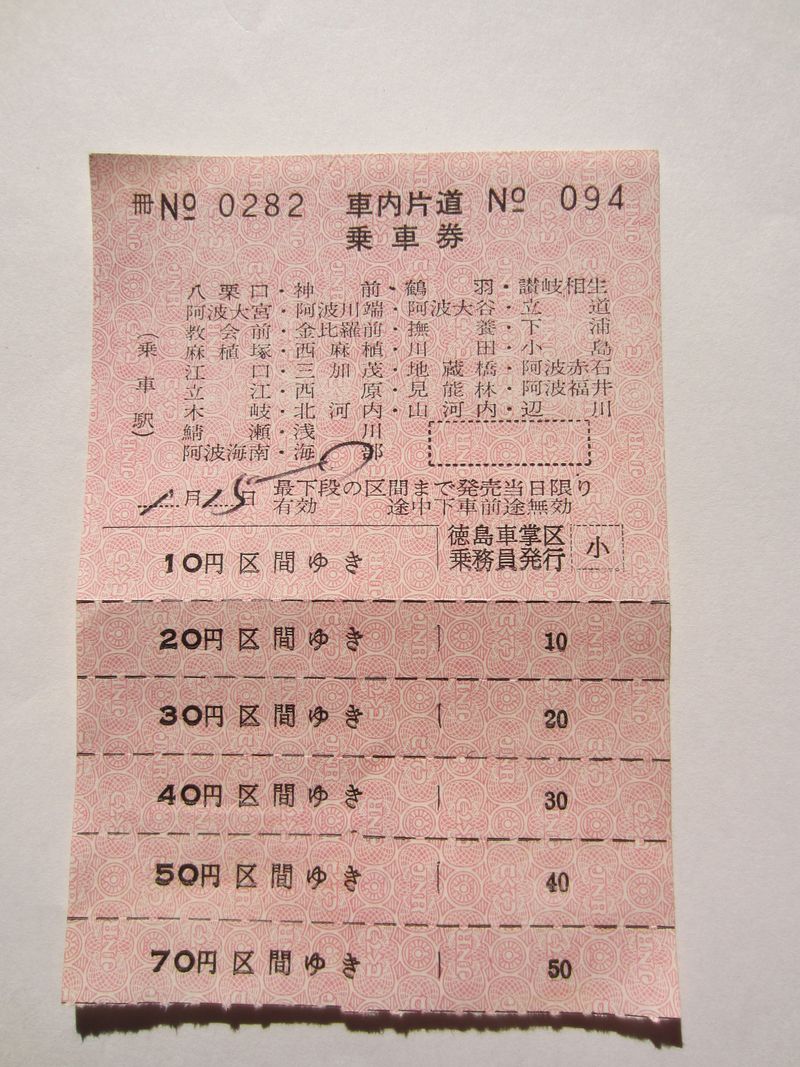 冊 № 0282 車内片道乗車券 № 094
八栗口・神前・鶴羽・讃岐相生
阿波大宮・阿波川端・阿波大谷・立道
教会前・金比羅前・撫養・下浦
麻植塚・西麻植・川田・小島
江口・三加茂・地蔵橋・阿波赤石
立江・西原・見能林・阿波福井
木岐・北河内・山河内・辺川
鯖瀬・浅川
阿波海南・海部
(乗車駅)
1月15日 最下段の区間まで発売当日限り
有効 途中下車前途無効
徳島車掌区
乗務員発行 小
10円区間ゆき
20円区間ゆき 10
30円区間ゆき 20
40円区間ゆき 30
50円区間ゆき 40
70円区間ゆき 50